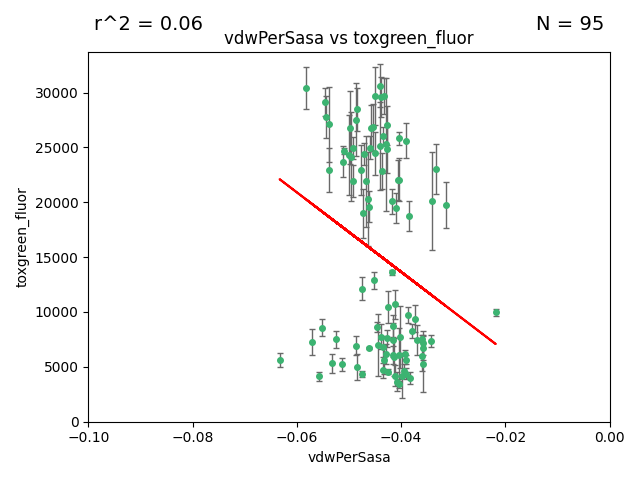 r^2 = 0.06
N = 95
vdwPerSasa vs toxgreen_fluor
toxgreen_fluor
30000
25000
20000
15000
10000
5000
0
−0.10
−0.08
−0.06
−0.04
−0.02
0.00
vdwPerSasa